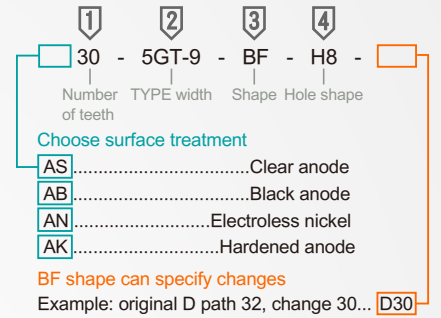 1 2 3 4
30 - 5GT-9 - BF - H8 -
Number of teeth TYPE width Shape Hole shape
Choose surface treatment
AS..................................Clear anode
AB..................................Black anode
AN...........................Electroless nickel
AK............................Hardened anode
BF shape can specify changes
Example: original D path 32, change 30... D30